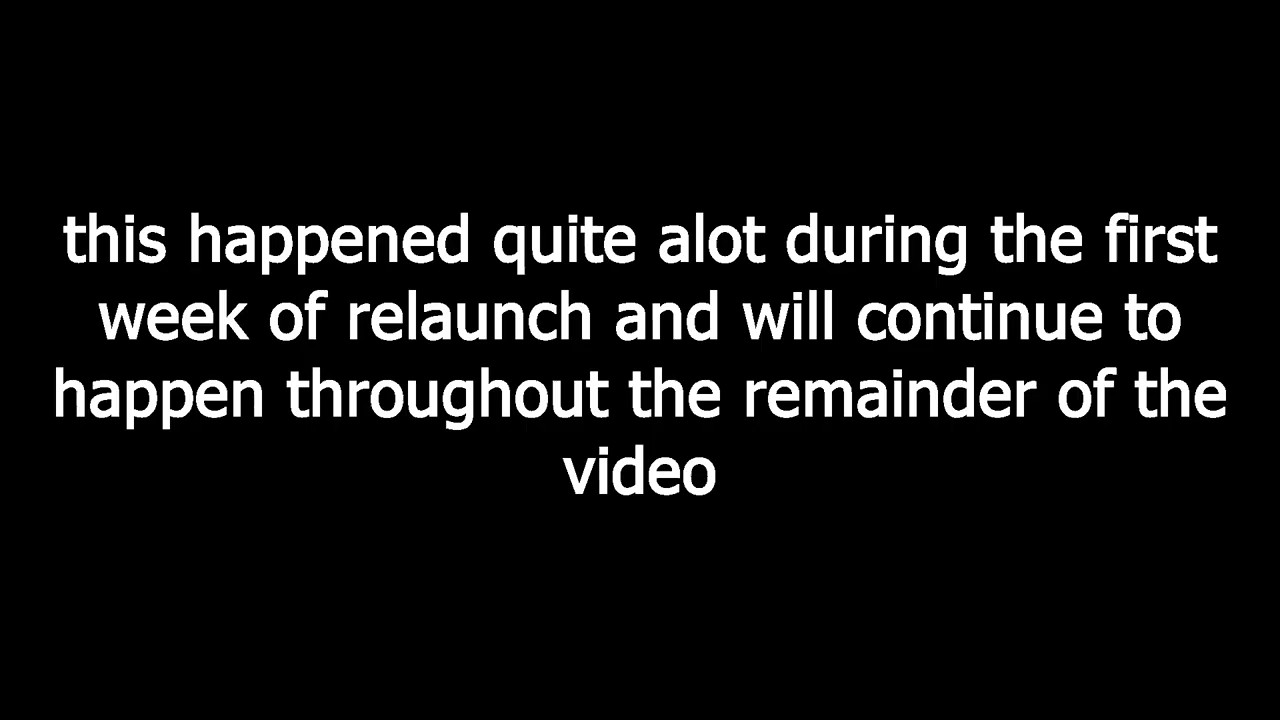 this happened quite alot during the first
week of relaunch and will continue to
happen throughout the remainder of the
video